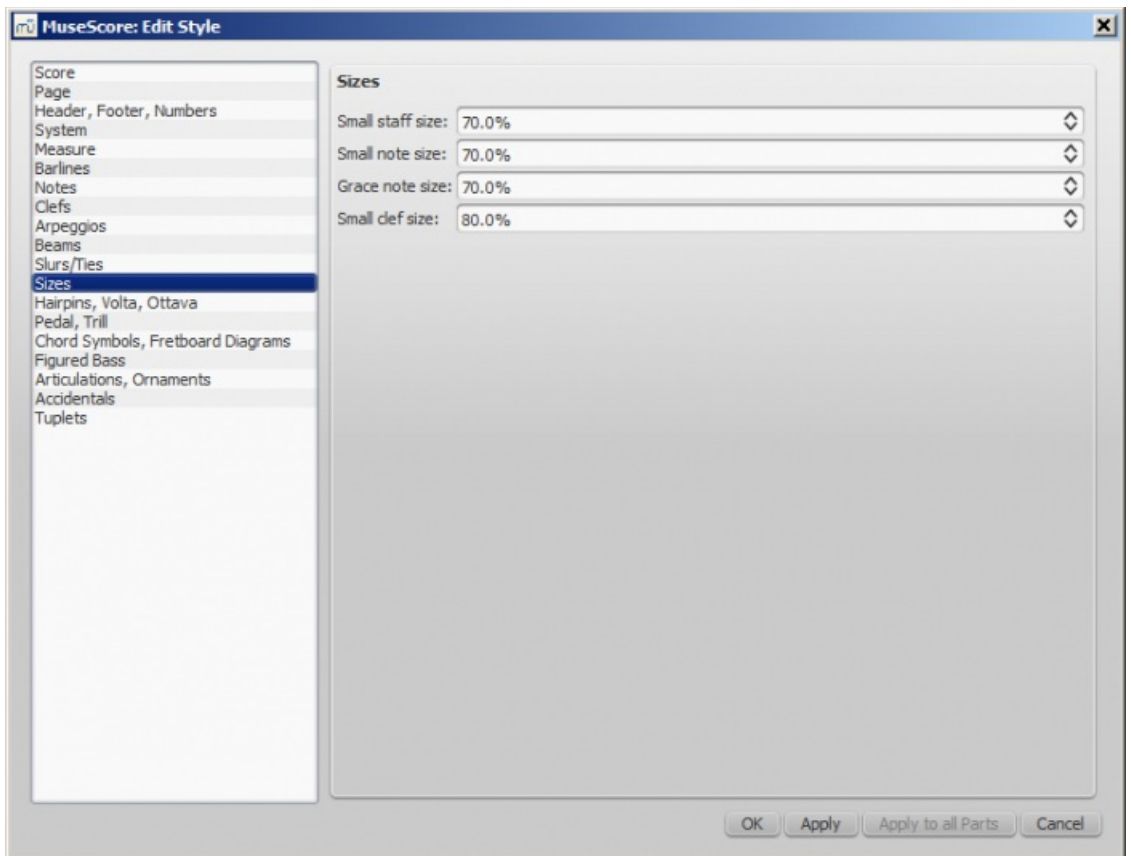 mū MuseScore: Edit Style
Score
Page
Header, Footer, Numbers
System
Measure
Barlines
Notes
Clefs
Arpeggios
Beams
Slurs/Ties
Sizes
Hairpins, Volta, Ottava
Pedal, Trill
Chord Symbols, Fretboard Diagrams
Figured Bass
Articulations, Ornaments
Accidentals
Tuplets
Sizes
Small staff size: 70.0%
Small note size: 70.0%
Grace note size: 70.0%
Small clef size: 80.0%
OK Apply Apply to all Parts Cancel